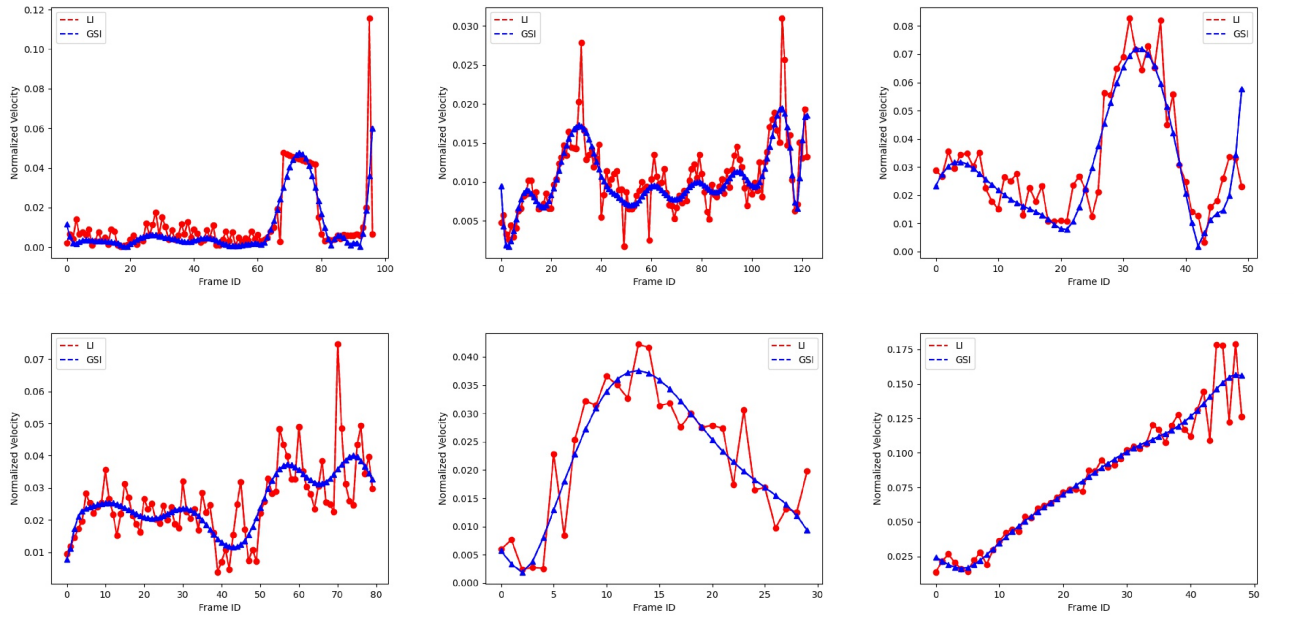 LI
GSI
Normalized Velocity
0.12
0.10
0.08
0.06
0.04
0.02
0.00
0 20 40 60 80 100
Frame ID
LI
GSI
Normalized Velocity
0.030
0.025
0.020
0.015
0.010
0.005
0 20 40 60 80 100 120
Frame ID
LI
GSI
Normalized Velocity
0.08
0.07
0.06
0.05
0.04
0.03
0.02
0.01
0.00
0 10 20 30 40 50
Frame ID
LI
GSI
Normalized Velocity
0.07
0.06
0.05
0.04
0.03
0.02
0.01
0 10 20 30 40 50 60 70 80
Frame ID
LI
GSI
Normalized Velocity
0.040
0.035
0.030
0.025
0.020
0.015
0.010
0.005
0.000
0 5 10 15 20 25 30
Frame ID
LI
GSI
Normalized Velocity
0.175
0.150
0.125
0.100
0.075
0.050
0.025
0 10 20 30 40 50
Frame ID